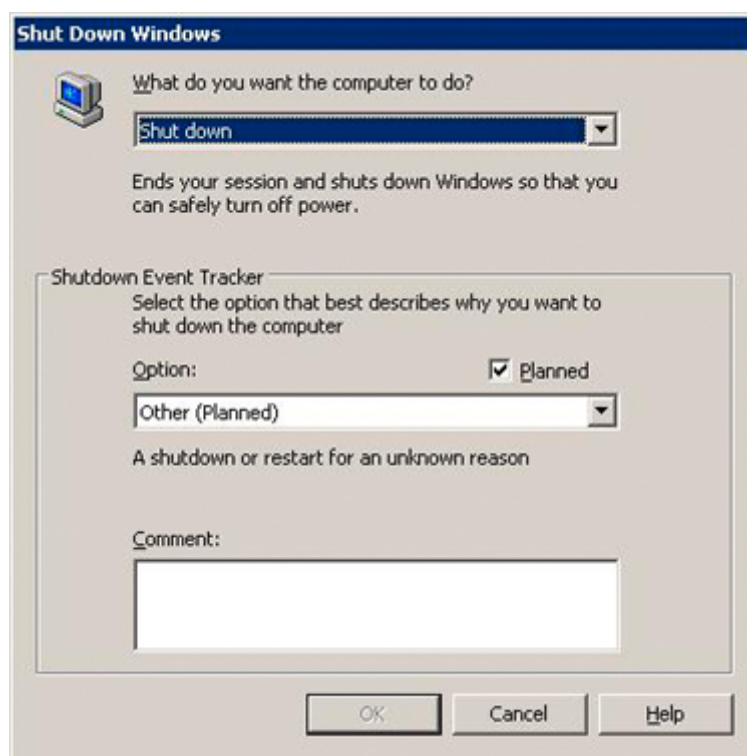 Shut Down Windows
What do you want the computer to do?
Shut down
Ends your session and shuts down Windows so that you
can safely turn off power.
Shutdown Event Tracker
Select the option that best describes why you want to
shut down the computer
Option:
Planned
Other (Planned)
A shutdown or restart for an unknown reason
Comment:
OK
Cancel
Help